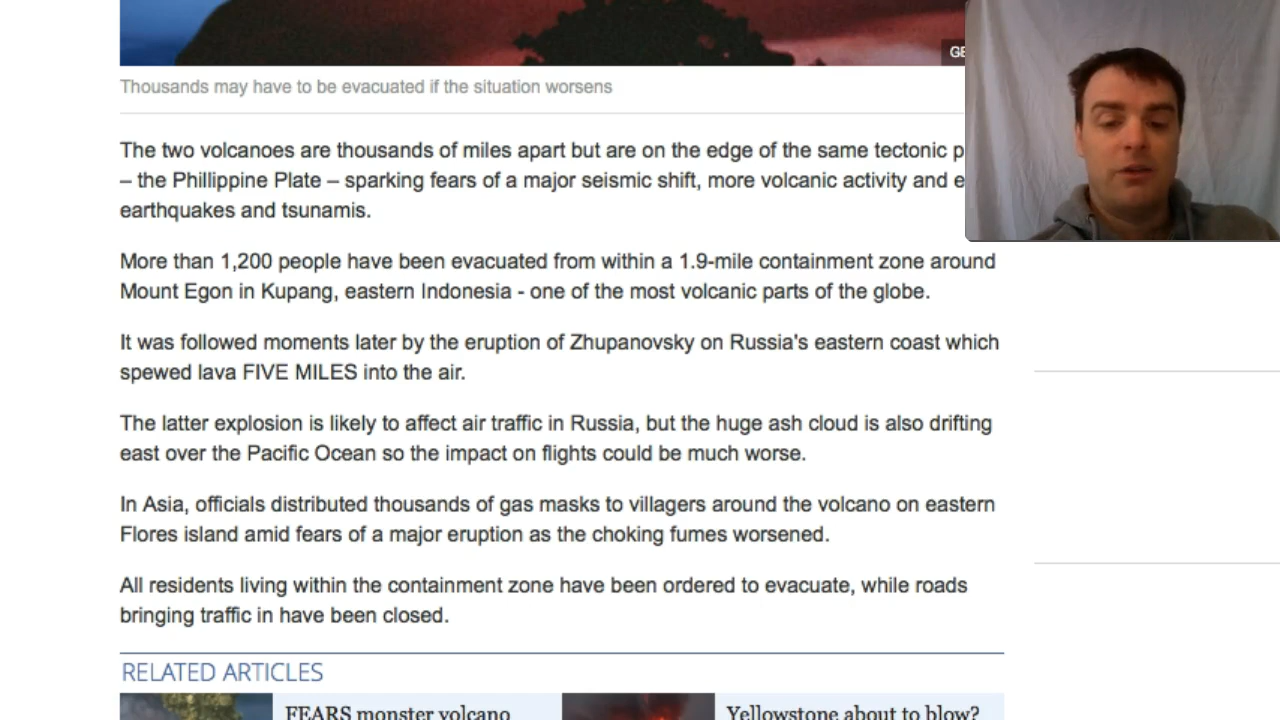 GE
Thousands may have to be evacuated if the situation worsens
The two volcanoes are thousands of miles apart but are on the edge of the same tectonic p
– the Phillippine Plate – sparking fears of a major seismic shift, more volcanic activity and e
earthquakes and tsunamis.
More than 1,200 people have been evacuated from within a 1.9-mile containment zone around
Mount Egon in Kupang, eastern Indonesia - one of the most volcanic parts of the globe.
It was followed moments later by the eruption of Zhupanovsky on Russia's eastern coast which
spewed lava FIVE MILES into the air.
The latter explosion is likely to affect air traffic in Russia, but the huge ash cloud is also drifting
east over the Pacific Ocean so the impact on flights could be much worse.
In Asia, officials distributed thousands of gas masks to villagers around the volcano on eastern
Flores island amid fears of a major eruption as the choking fumes worsened.
All residents living within the containment zone have been ordered to evacuate, while roads
bringing traffic in have been closed.
RELATED ARTICLES
FEARS monster volcano
Yellowstone about to blow?